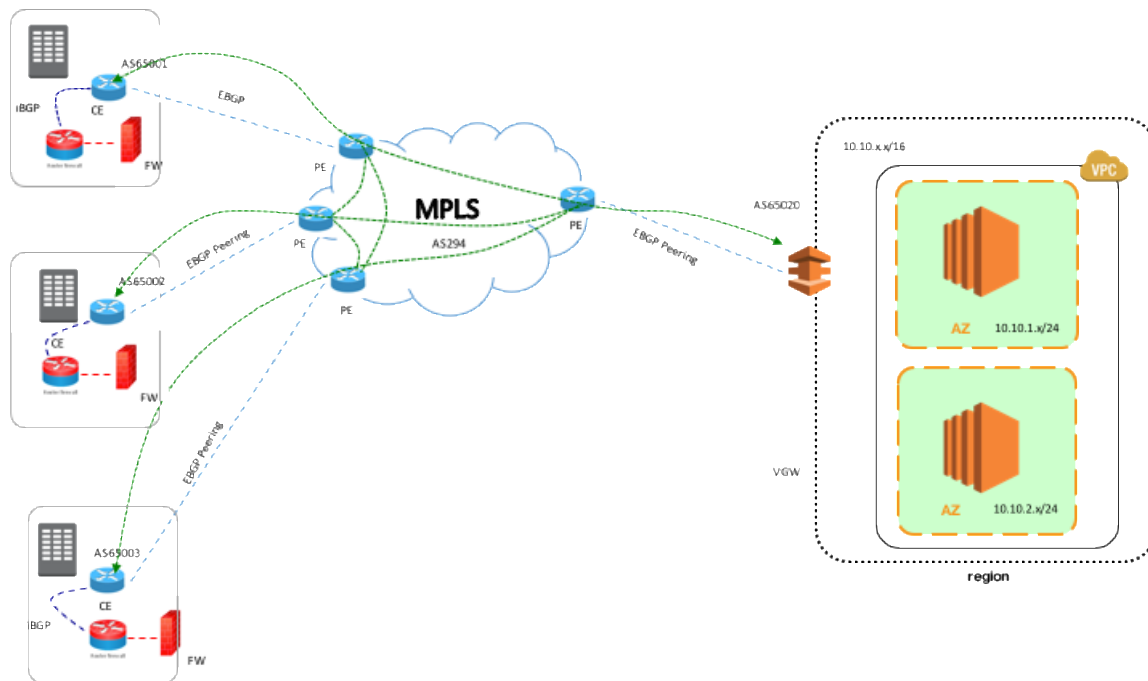 AS65001
iBGP
CE
FW
EBGP
PE
PE
MPLS
AS294
PE
PE
EBGP Peering
AS65002
CE
FW
EBGP Peering
AS65003
CE
iBGP
FW
EBGP Peering
AS65020
VGW
10.10.x.x/16
VPC
AZ 10.10.1.x/24
AZ 10.10.2.x/24
region